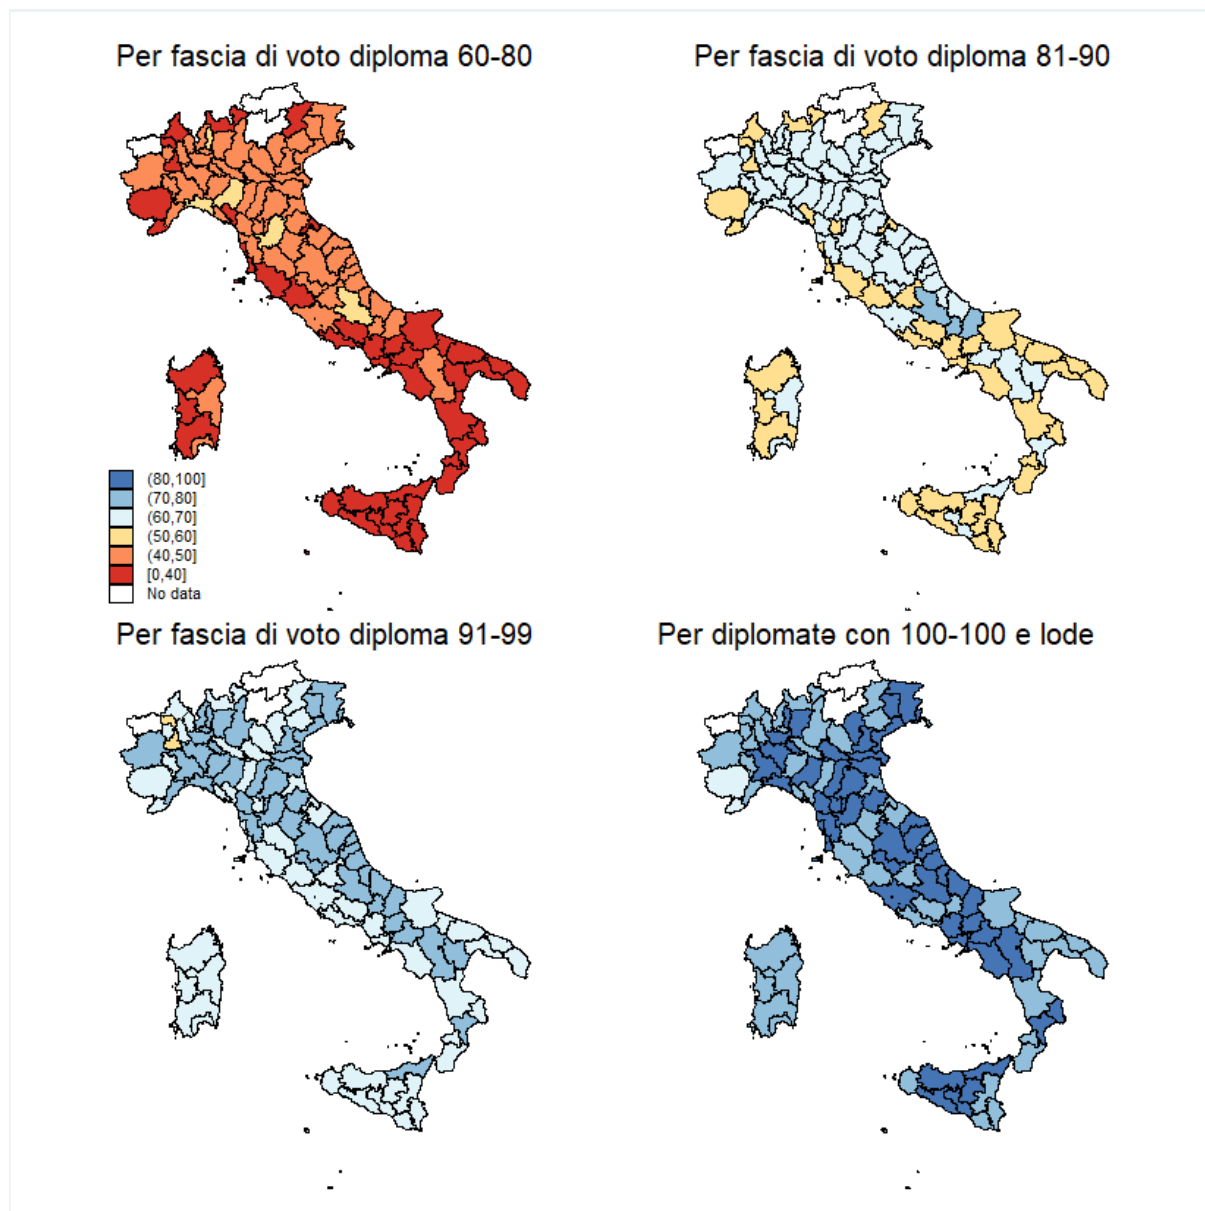 Per fascia di voto diploma 60-80
Per fascia di voto diploma 81-90
(80,100]
(70,80]
(60,70]
(50,60]
(40,50]
[0,40]
No data
Per fascia di voto diploma 91-99
Per diplomatə con 100-100 e lode